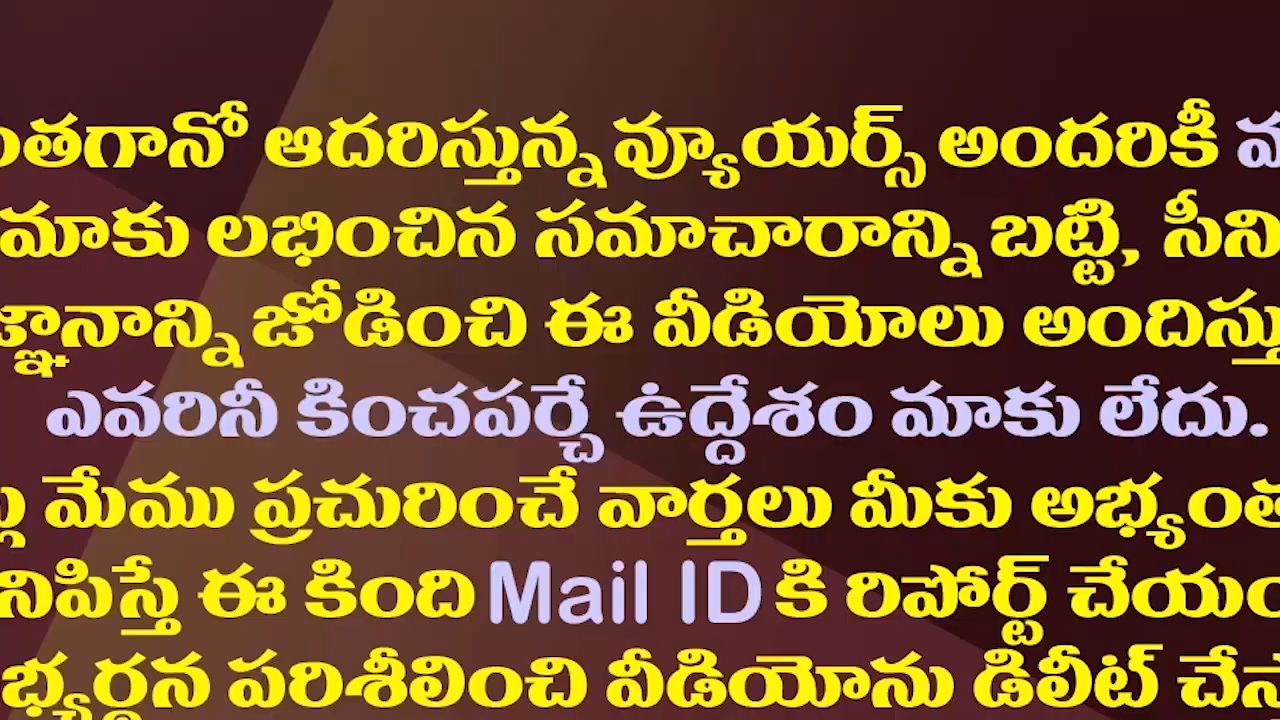 ంతగానో ఆదరిస్తున్న వ్యూయర్స్ అందరికీ
మాకు లభించిన సమాచారాన్ని బట్టి, సీని
జ్ఞానాన్ని జోడించి ఈ వీడియోలు అందిస్తు
ఎవరినీ కించపర్చే ఉద్దేశం మాకు లేదు.
మేము ప్రచురించే వార్తలు మీకు అభ్యంత
నిపిస్తే ఈ కింది Mail ID కి రిపోర్ట్ చేయం
భ్యర్థన పరిశీలించి వీడియోను డిలీట్ చేస